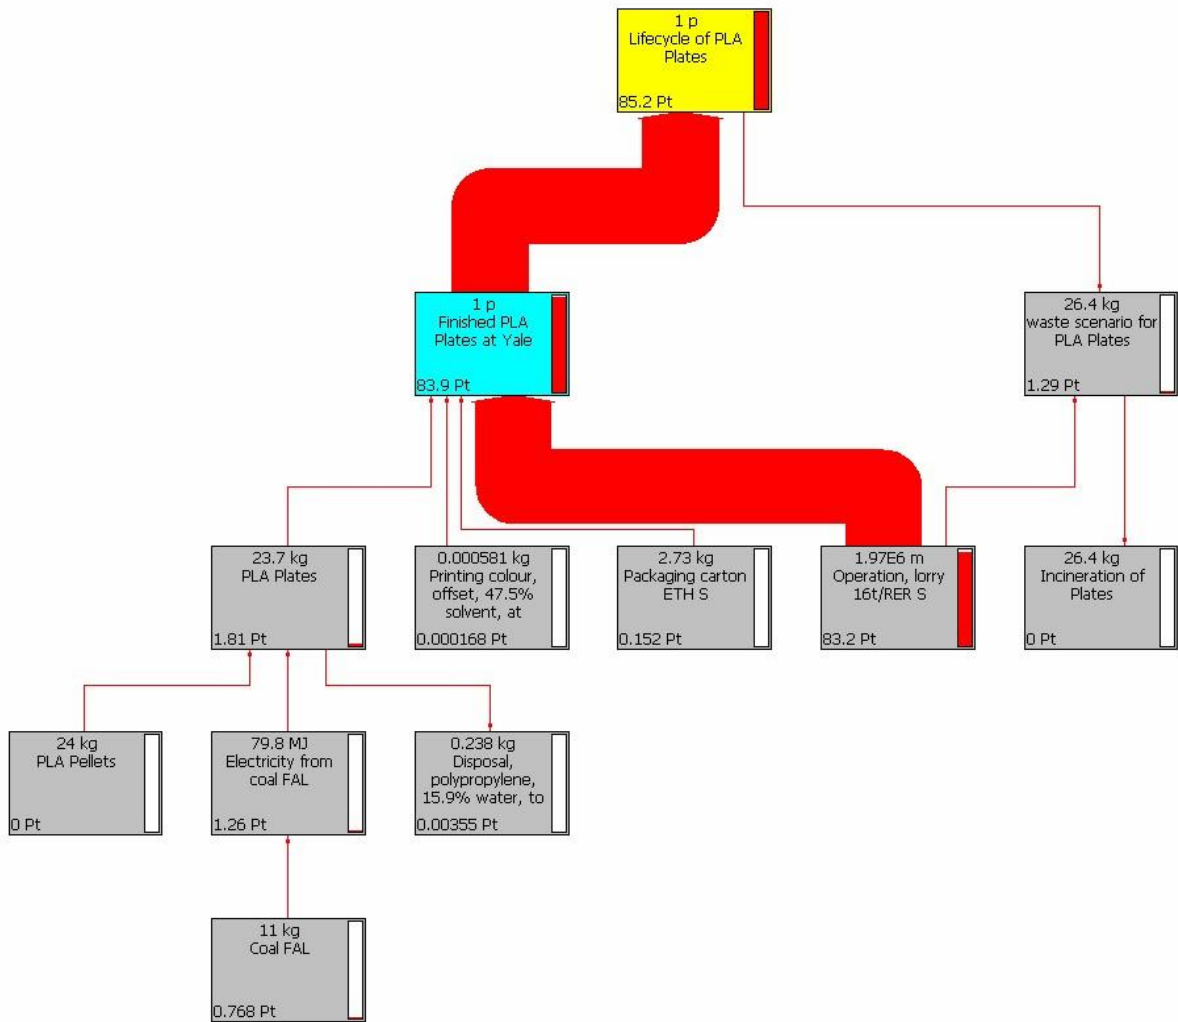 1 p
Lifecycle of PLA
Plates
85.2 Pt
1 p
Finished PLA
Plates at Yale
83.9 Pt
26.4 kg
waste scenario for
PLA Plates
1.29 Pt
23.7 kg
PLA Plates
1.81 Pt
0.000581 kg
Printing colour,
offset, 47.5%
solvent, at
0.000168 Pt
2.73 kg
Packaging carton
ETH S
0.152 Pt
1.97E6 m
Operation, lorry
16t/RER S
83.2 Pt
26.4 kg
Incineration of
Plates
0 Pt
24 kg
PLA Pellets
0 Pt
79.8 MJ
Electricity from
coal FAL
1.26 Pt
0.238 kg
Disposal,
polypropylene,
15.9% water, to
0.00355 Pt
11 kg
Coal FAL
0.768 Pt